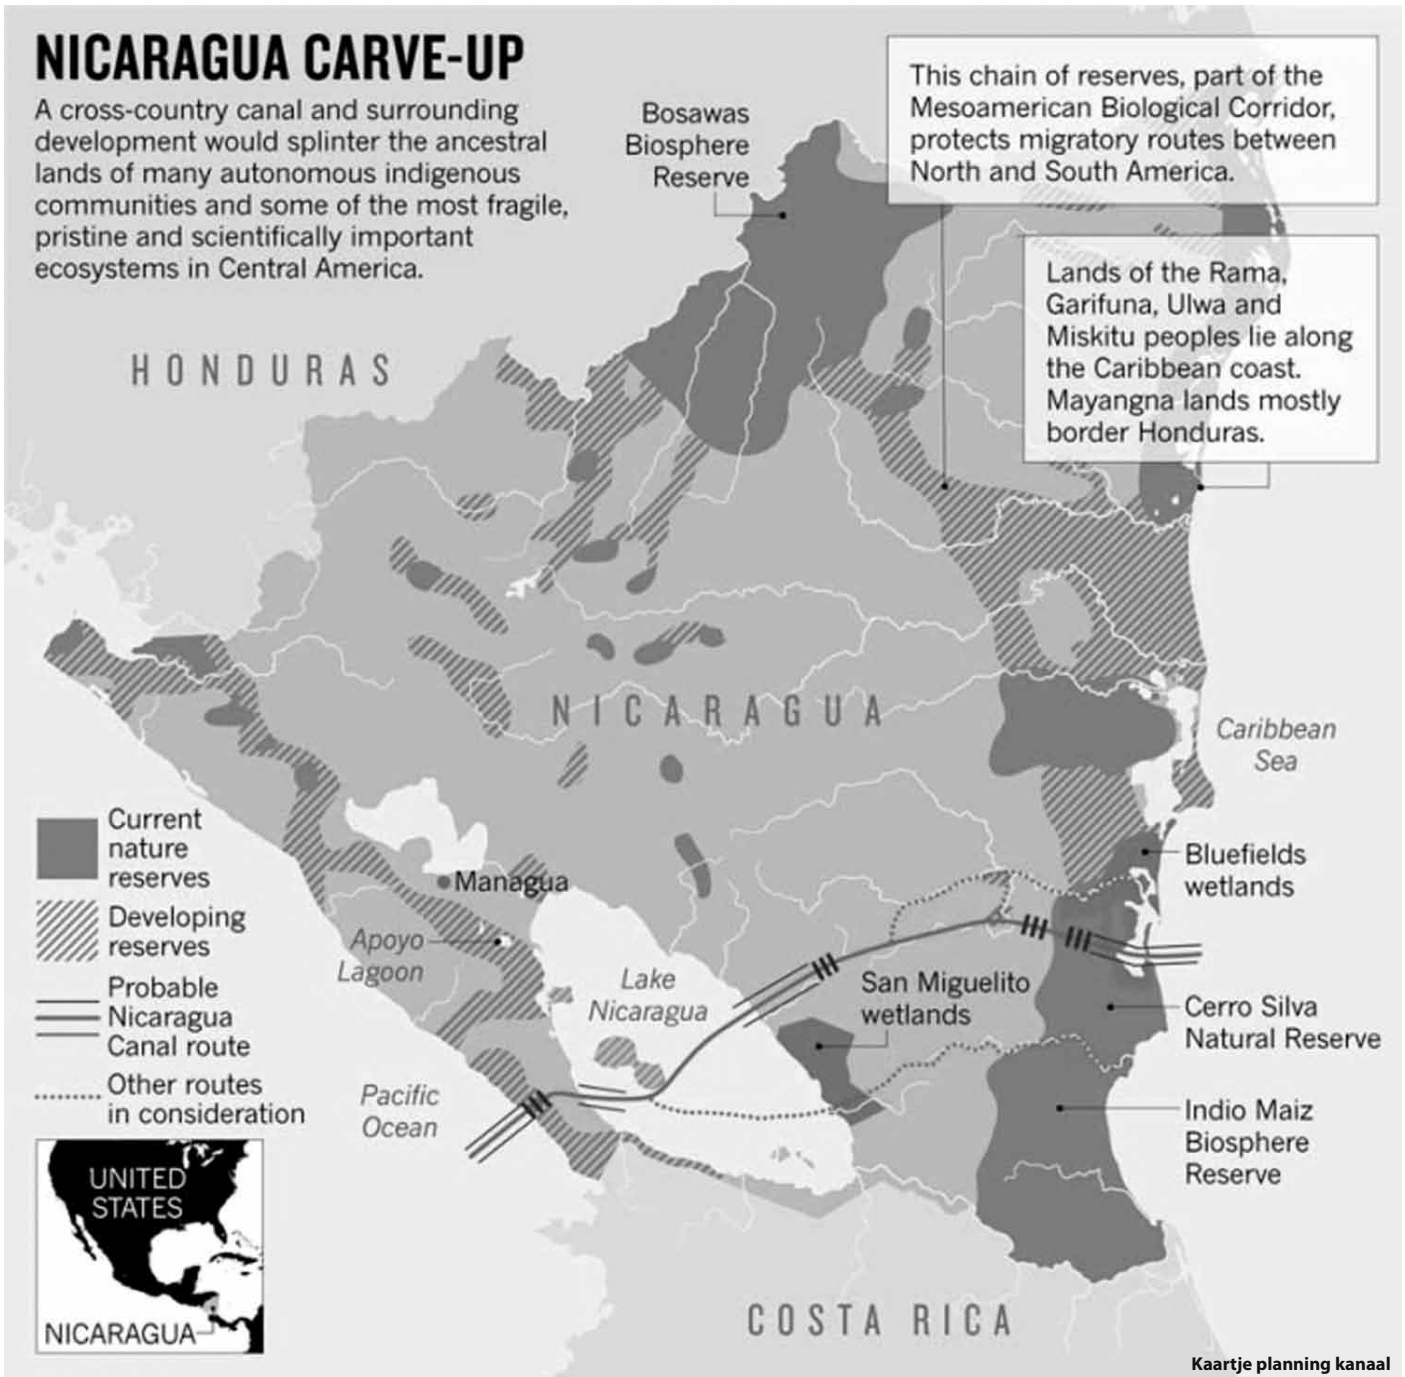 NICARAGUA CARVE-UP
A cross-country canal and surrounding
development would splinter the ancestral
lands of many autonomous indigenous
communities and some of the most fragile,
pristine and scientifically important
ecosystems in Central America.
Bosawas
Biosphere
Reserve
This chain of reserves, part of the
Mesoamerican Biological Corridor,
protects migratory routes between
North and South America.
Lands of the Rama,
Garifuna, Ulwa and
Miskitu peoples lie along
the Caribbean coast.
Mayangna lands mostly
border Honduras.
HONDURAS
NICARAGUA
Caribbean
Sea
Current
nature
reserves
Developing
reserves
Probable
Nicaragua
Canal route
Other routes
in consideration
Managua
Apoyo
Lagoon
Lake
Nicaragua
San Miguelito
wetlands
Bluefields
wetlands
Cerro Silva
Natural Reserve
Indio Maiz
Biosphere
Reserve
Pacific
Ocean
UNITED
STATES
NICARAGUA
COSTA RICA
Kaartje planning kanaal